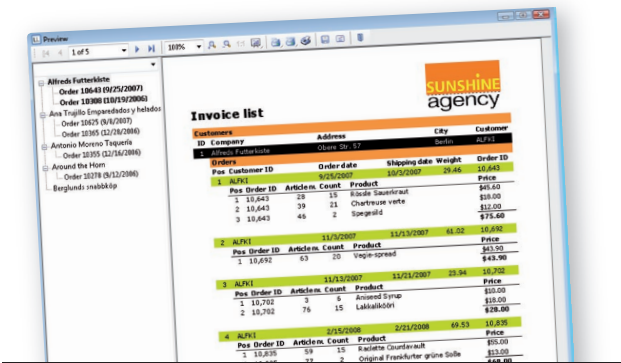 Preview
1 of 5
100%
Alfreds Futterkiste
Order 10643 (9/25/2007)
Order 10308 (10/19/2006)
Ana Trujillo Emparedados y helados
Order 10625 (9/8/2007)
Order 10365 (12/28/2006)
Antonio Moreno Taquería
Order 10355 (12/16/2006)
Around the Horn
Order 10278 (9/12/2006)
Berglunds snabbköp
SUNSHINE
agency
Invoice list
Customers
ID Company Address City Customer
1 Alfreds Futterkiste Obere Str. 57 Berlin ALFKI
Orders
Pos Customer ID Order date Shipping date Weight Order ID
1 ALFKI 9/25/2007 10/3/2007 29.46 10,643
Pos Order ID Articleno. Count Product Price
1 10,643 28 15 Rössle Sauerkraut $45.60
2 10,643 39 21 Chartreuse verte $18.00
3 10,643 46 2 Spegesild $12.00
$75.60
2 ALFKI 11/3/2007 11/13/2007 61.02 10,692
Pos Order ID Articleno. Count Product Price
1 10,692 63 20 Vegie-spread $43.90
$43.90
3 ALFKI 11/13/2007 11/21/2007 23.94 10,702
Pos Order ID Articleno. Count Product Price
1 10,702 3 6 Aniseed Syrup $10.00
2 10,702 76 15 Lakkalikööri $18.00
$28.00
4 ALFKI 2/15/2008 2/21/2008 69.53 10,835
Pos Order ID Articleno. Count Product Price
1 10,835 59 15 Raclette Courdavault $55.00
77 2 Original Frankfurter grüne Soße $13.00
$68.00